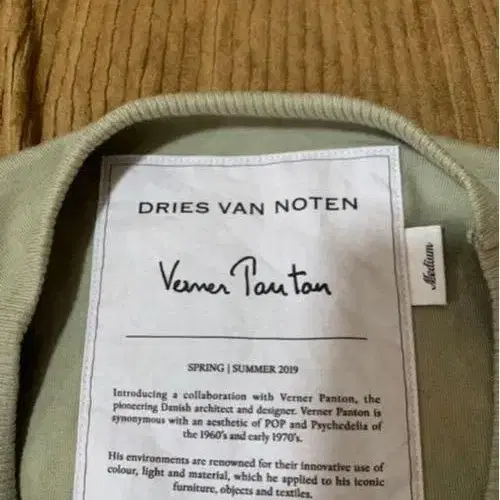 DRIES VAN NOTEN
Verner Panton
Medium
SPRING | SUMMER 2019
Introducing a collaboration with Verner Panton, the
pioneering Danish architect and designer. Verner Panton is
synonymous with an aesthetic of POP and Psychedelia of
the 1960's and early 1970's.
His environments are renowned for their innovative use of
colour, light and material, which he applied to his iconic
furniture, objects and textiles.